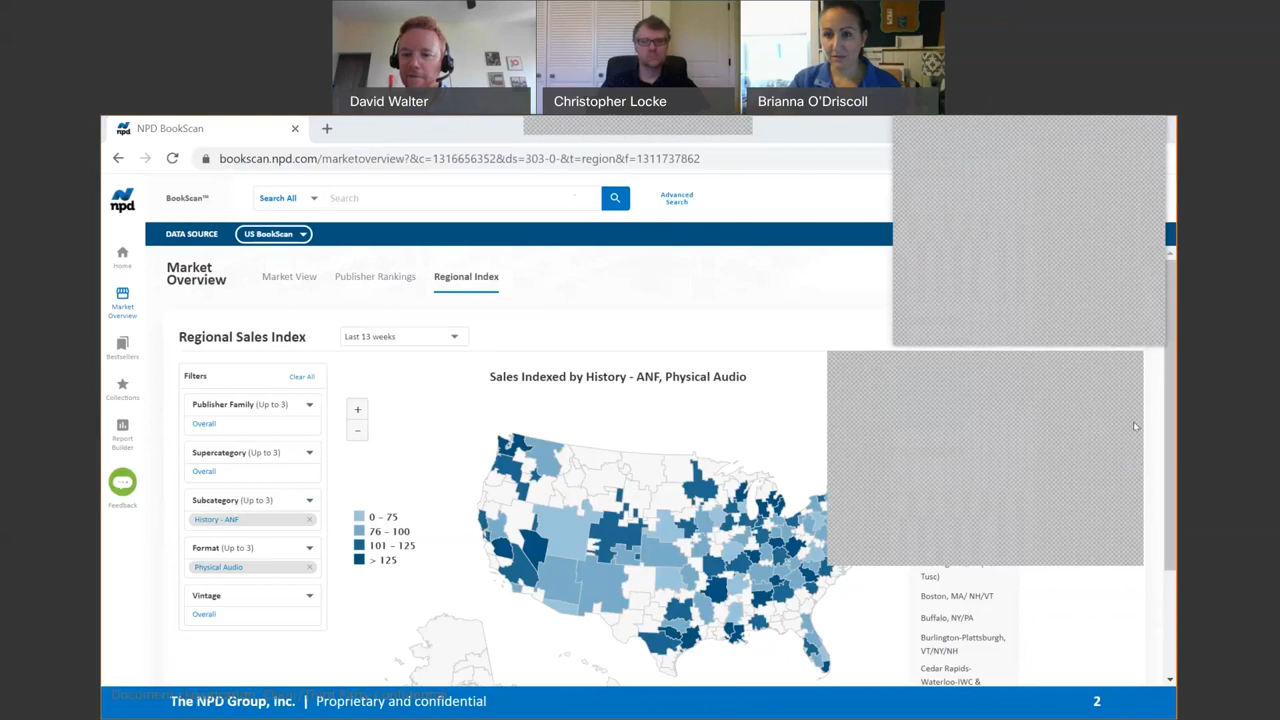 David Walter
Christopher Locke
Brianna O'Driscoll
npd
NPD BookScan
bookscan.npd.com/marketoverview?&c=1316656352&ds=303-0-&t=region&f=1311737862
npd
BookScan™
Search All
Search
Advanced
Search
DATA SOURCE
US BookScan
Home
Market
Overview
Bestsellers
Collections
Report
Builder
Feedback
Market
Overview
Market View
Publisher Rankings
Regional Index
Regional Sales Index
Last 13 weeks
Filters
Clear All
Publisher Family (Up to 3)
Overall
Supercategory (Up to 3)
Overall
Subcategory (Up to 3)
History - ANF
Format (Up to 3)
Physical Audio
Vintage
Overall
Sales Indexed by History - ANF, Physical Audio
+
−
0 – 75
76 – 100
101 – 125
> 125
Tusc)
Boston, MA/ NH/VT
Buffalo, NY/PA
Burlington-Plattsburgh,
VT/NY/NH
Cedar Rapids-
Waterloo-IWC &
The NPD Group, Inc. | Proprietary and confidential
2